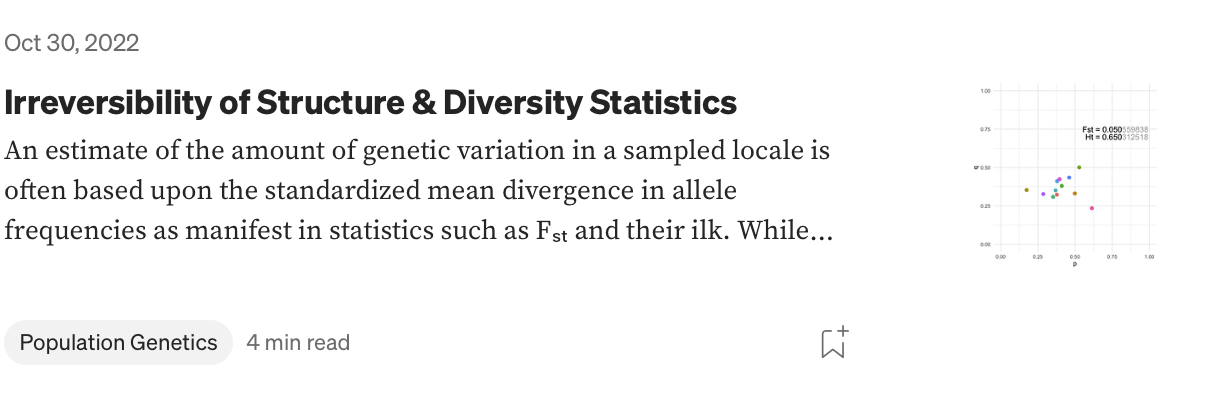 Oct 30, 2022
Irreversibility of Structure & Diversity Statistics
An estimate of the amount of genetic variation in a sampled locale is
often based upon the standardized mean divergence in allele
frequencies as manifest in statistics such as Fₛₜ and their ilk. While...
Population Genetics 4 min read
1.00
0.75
Fst = 0.050559838
Ht = 0.650312518
q 0.50
0.25
0.00
0.00 0.25 0.50 0.75 1.00
p